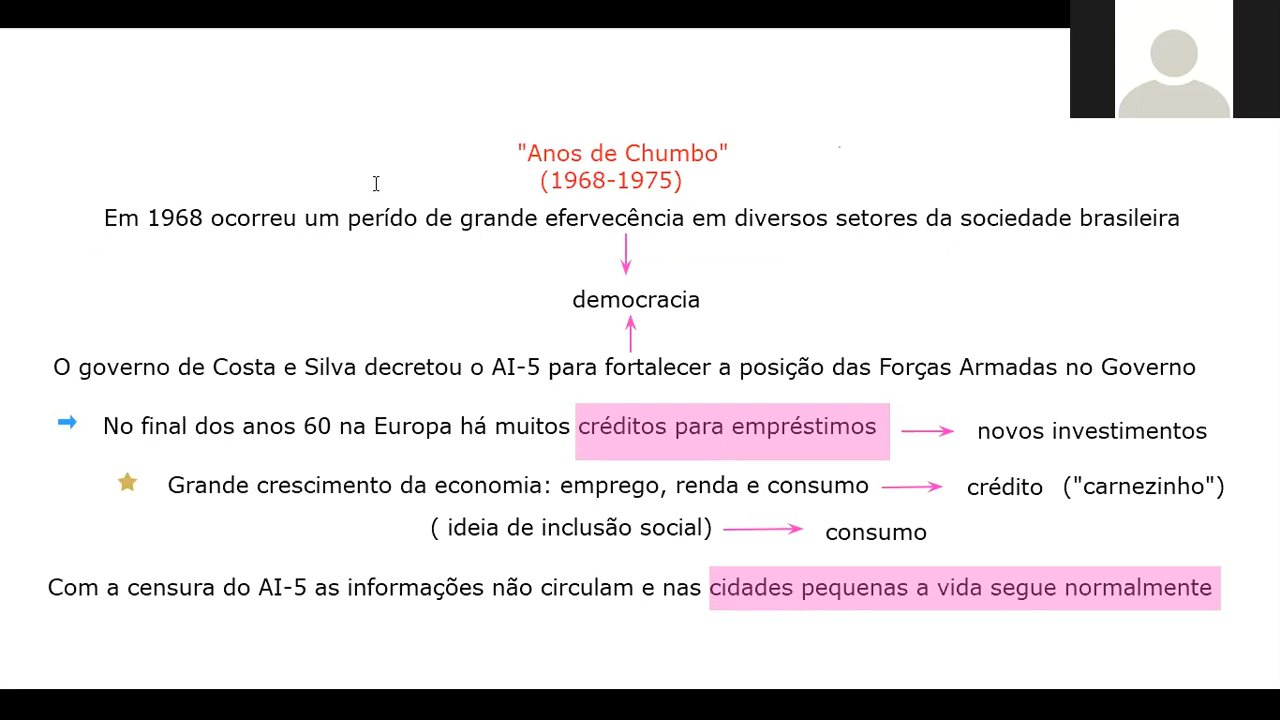 "Anos de Chumbo"
(1968-1975)
Em 1968 ocorreu um perído de grande efervecência em diversos setores da sociedade brasileira
democracia
O governo de Costa e Silva decretou o AI-5 para fortalecer a posição das Forças Armadas no Governo
No final dos anos 60 na Europa há muitos créditos para empréstimos novos investimentos
Grande crescimento da economia: emprego, renda e consumo crédito ("carnezinho")
( ideia de inclusão social) consumo
Com a censura do AI-5 as informações não circulam e nas cidades pequenas a vida segue normalmente